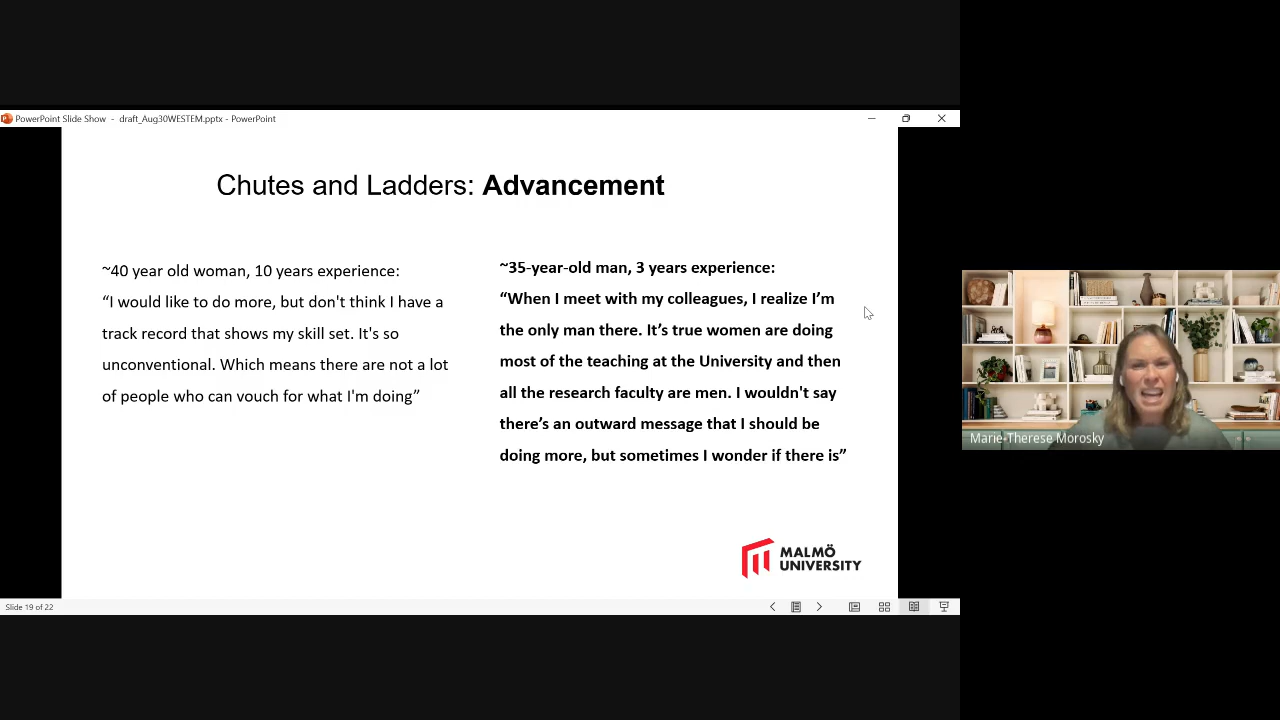 PowerPoint Slide Show - draft_Aug30WESTEM.pptx - PowerPoint
Chutes and Ladders: Advancement
~40 year old woman, 10 years experience:
“I would like to do more, but don't think I have a
track record that shows my skill set. It's so
unconventional. Which means there are not a lot
of people who can vouch for what I'm doing”
~35-year-old man, 3 years experience:
“When I meet with my colleagues, I realize I’m
the only man there. It’s true women are doing
most of the teaching at the University and then
all the research faculty are men. I wouldn't say
there’s an outward message that I should be
doing more, but sometimes I wonder if there is”
MALMÖ
UNIVERSITY
Slide 19 of 22
Marie-Therese Morosky